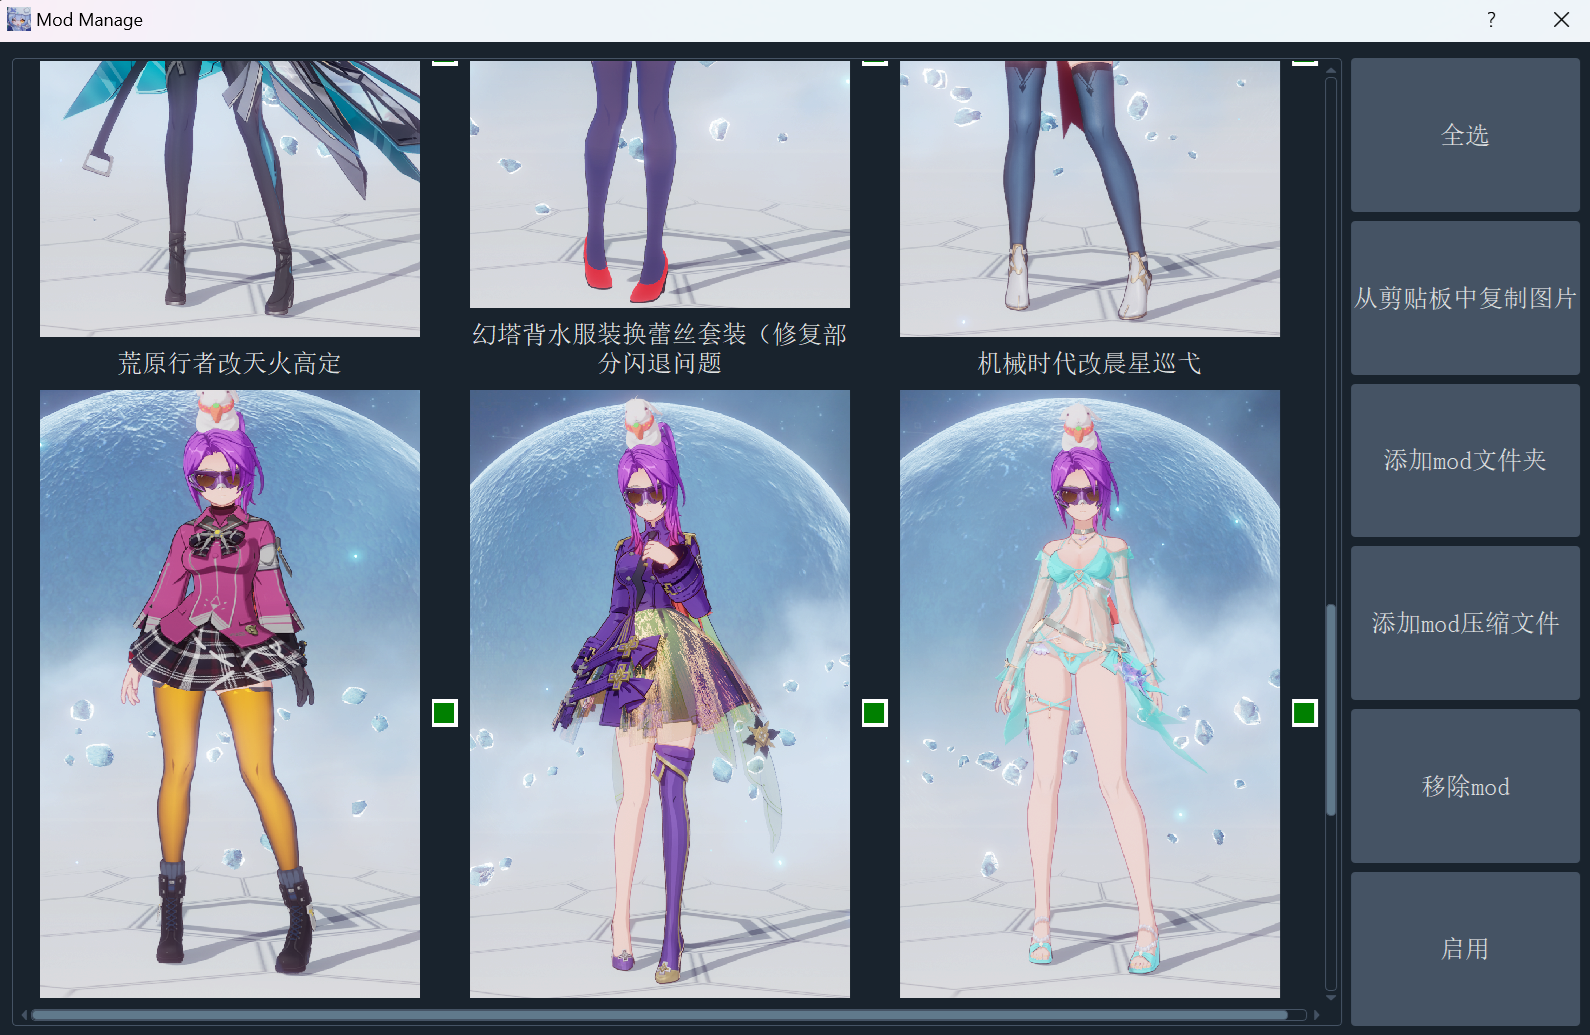 Mod Manage
?
荒原行者改天火高定
幻塔背水服装换蕾丝套装（修复部
分闪退问题
机械时代改晨星巡弋
全选
从剪贴板中复制图片
添加mod文件夹
添加mod压缩文件
移除mod
启用